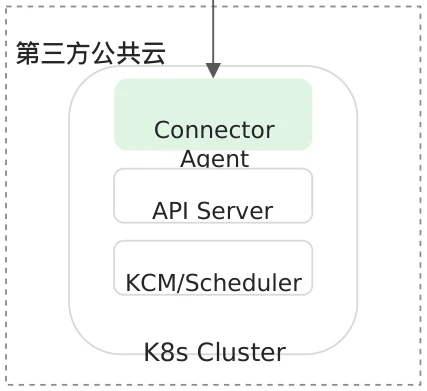 第三方公共云
Connector
Agent
API Server
KCM/Scheduler
K8s Cluster